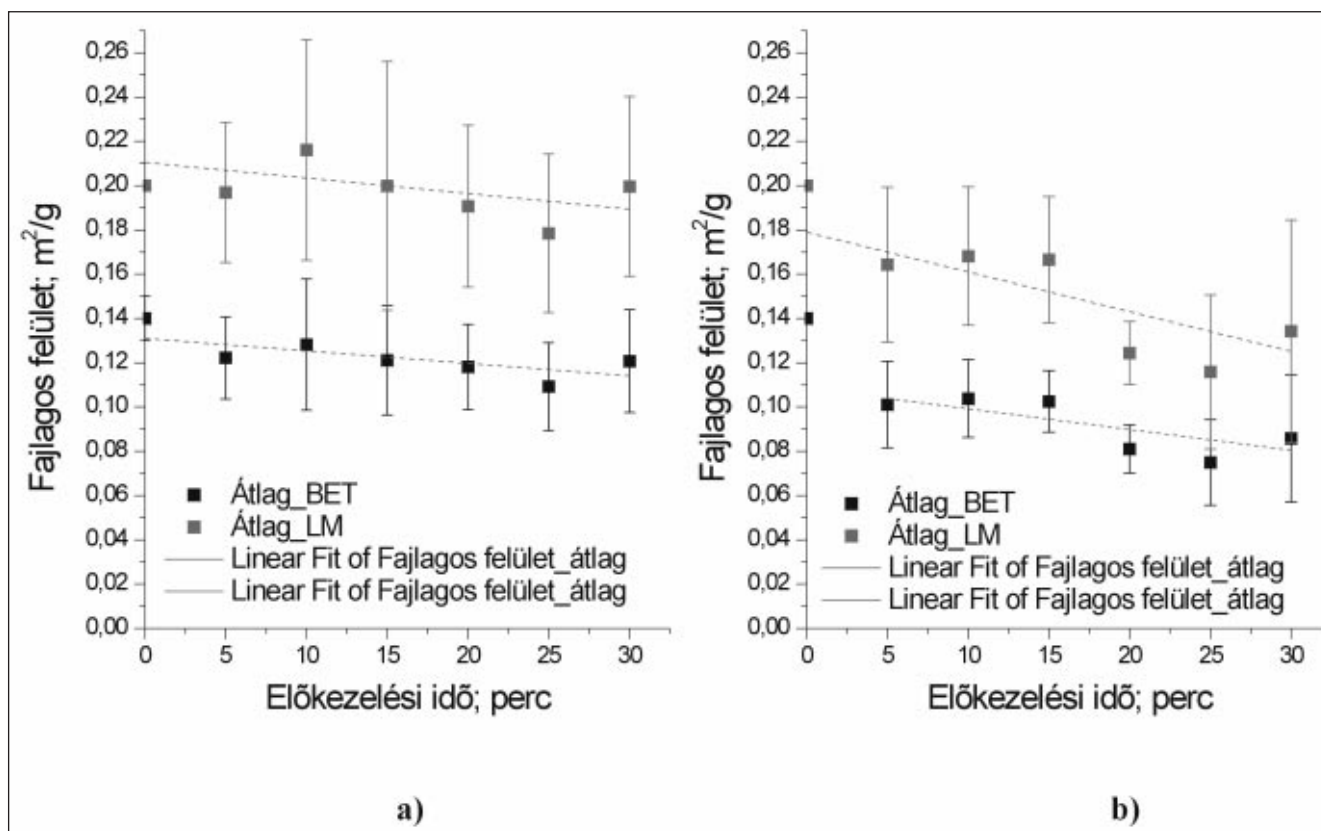 0,26
0,24
0,22
0,20
0,18
0,16
0,14
0,12
0,10
0,08
0,06
0,04
0,02
0,00
Fajlagos felület; m²/g
Átlag_BET
Átlag_LM
Linear Fit of Fajlagos felület_átlag
Linear Fit of Fajlagos felület_átlag
0 5 10 15 20 25 30
Elõkezelési idõ; perc
a)
0,26
0,24
0,22
0,20
0,18
0,16
0,14
0,12
0,10
0,08
0,06
0,04
0,02
0,00
Fajlagos felület; m²/g
Átlag_BET
Átlag_LM
Linear Fit of Fajlagos felület_átlag
Linear Fit of Fajlagos felület_átlag
0 5 10 15 20 25 30
Elõkezelési idõ; perc
b)